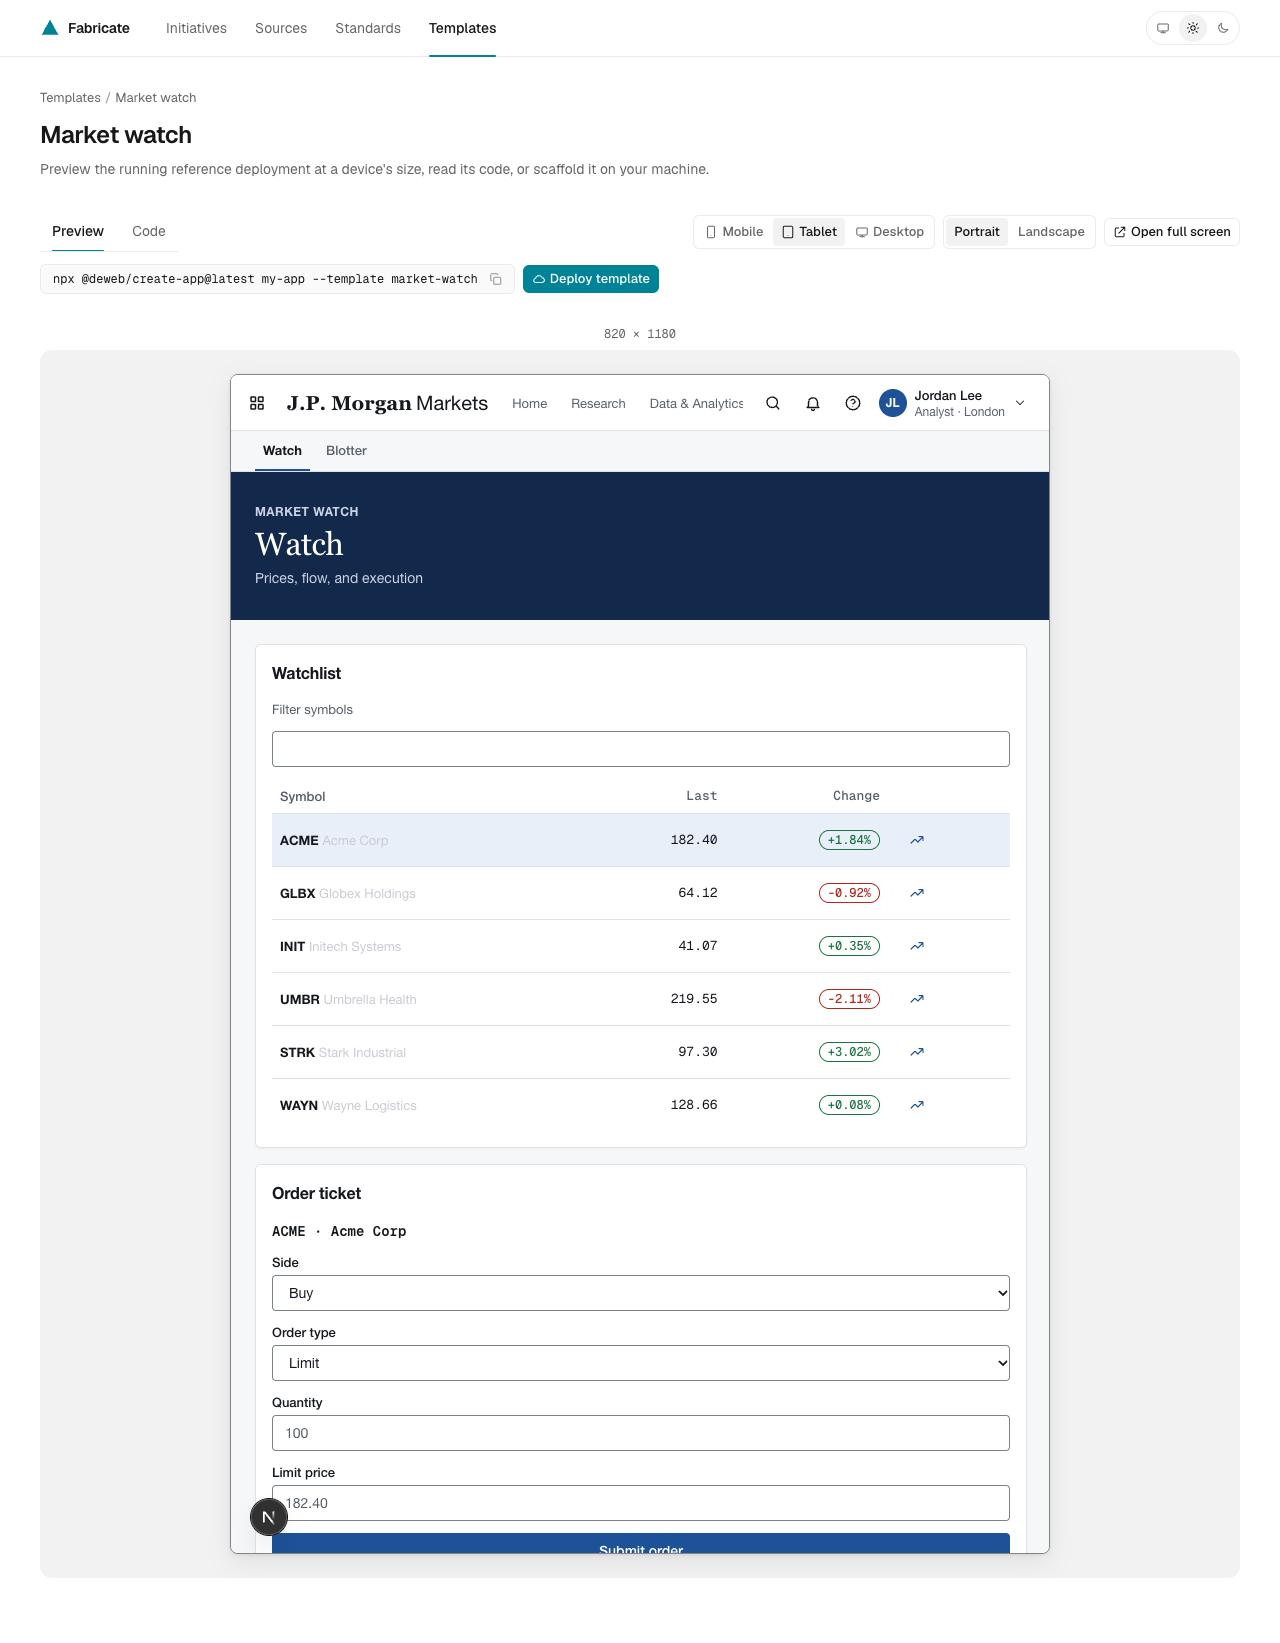 Fabricate
Initiatives
Sources
Standards
Templates
Templates / Market watch
Market watch
Preview the running reference deployment at a device's size, read its code, or scaffold it on your machine.
Preview
Code
Mobile
Tablet
Desktop
Portrait
Landscape
Open full screen
npx @deweb/create-app@latest my-app --template market-watch
Deploy template
820 × 1180
J.P. Morgan Markets
Home
Research
Data & Analytics
JL
Jordan Lee
Analyst · London
Watch
Blotter
MARKET WATCH
Watch
Prices, flow, and execution
Watchlist
Filter symbols
Symbol Last Change
ACME Acme Corp 182.40 +1.84%
GLBX Globex Holdings 64.12 -0.92%
INIT Initech Systems 41.07 +0.35%
UMBR Umbrella Health 219.55 -2.11%
STRK Stark Industrial 97.30 +3.02%
WAYN Wayne Logistics 128.66 +0.08%
Order ticket
ACME · Acme Corp
Side
Buy
Order type
Limit
Quantity
100
Limit price
182.40
N
Submit order